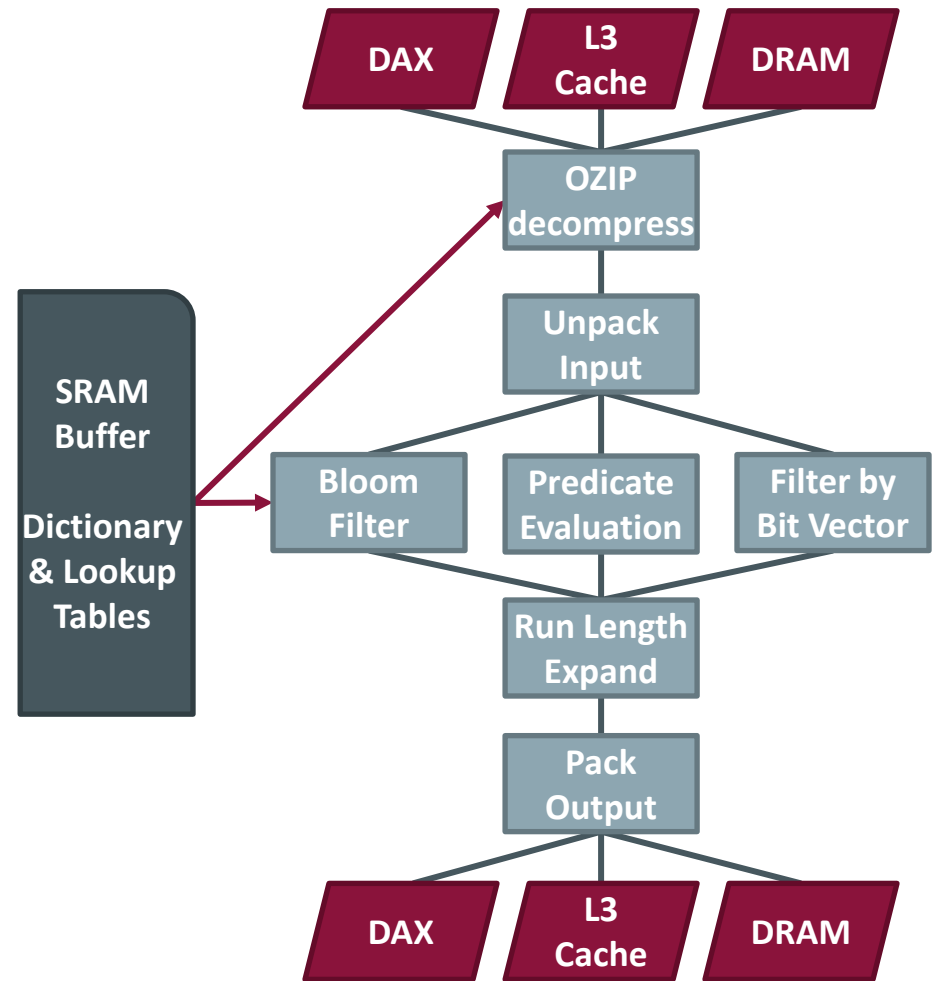 DAX
L3
Cache
DRAM
OZIP
decompress
Unpack
Input
SRAM
Buffer
Dictionary
& Lookup
Tables
Bloom
Filter
Predicate
Evaluation
Filter by
Bit Vector
Run Length
Expand
Pack
Output
DAX
L3
Cache
DRAM